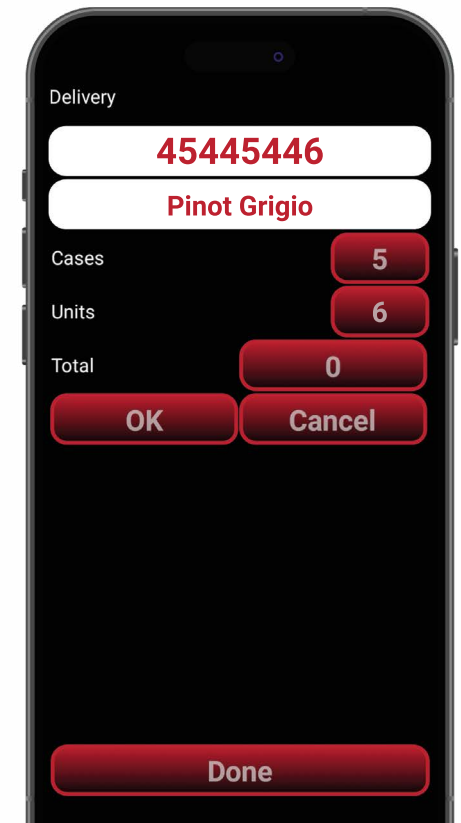 Delivery
45445446
Pinot Grigio
Cases 5
Units 6
Total 0
OK Cancel
Done